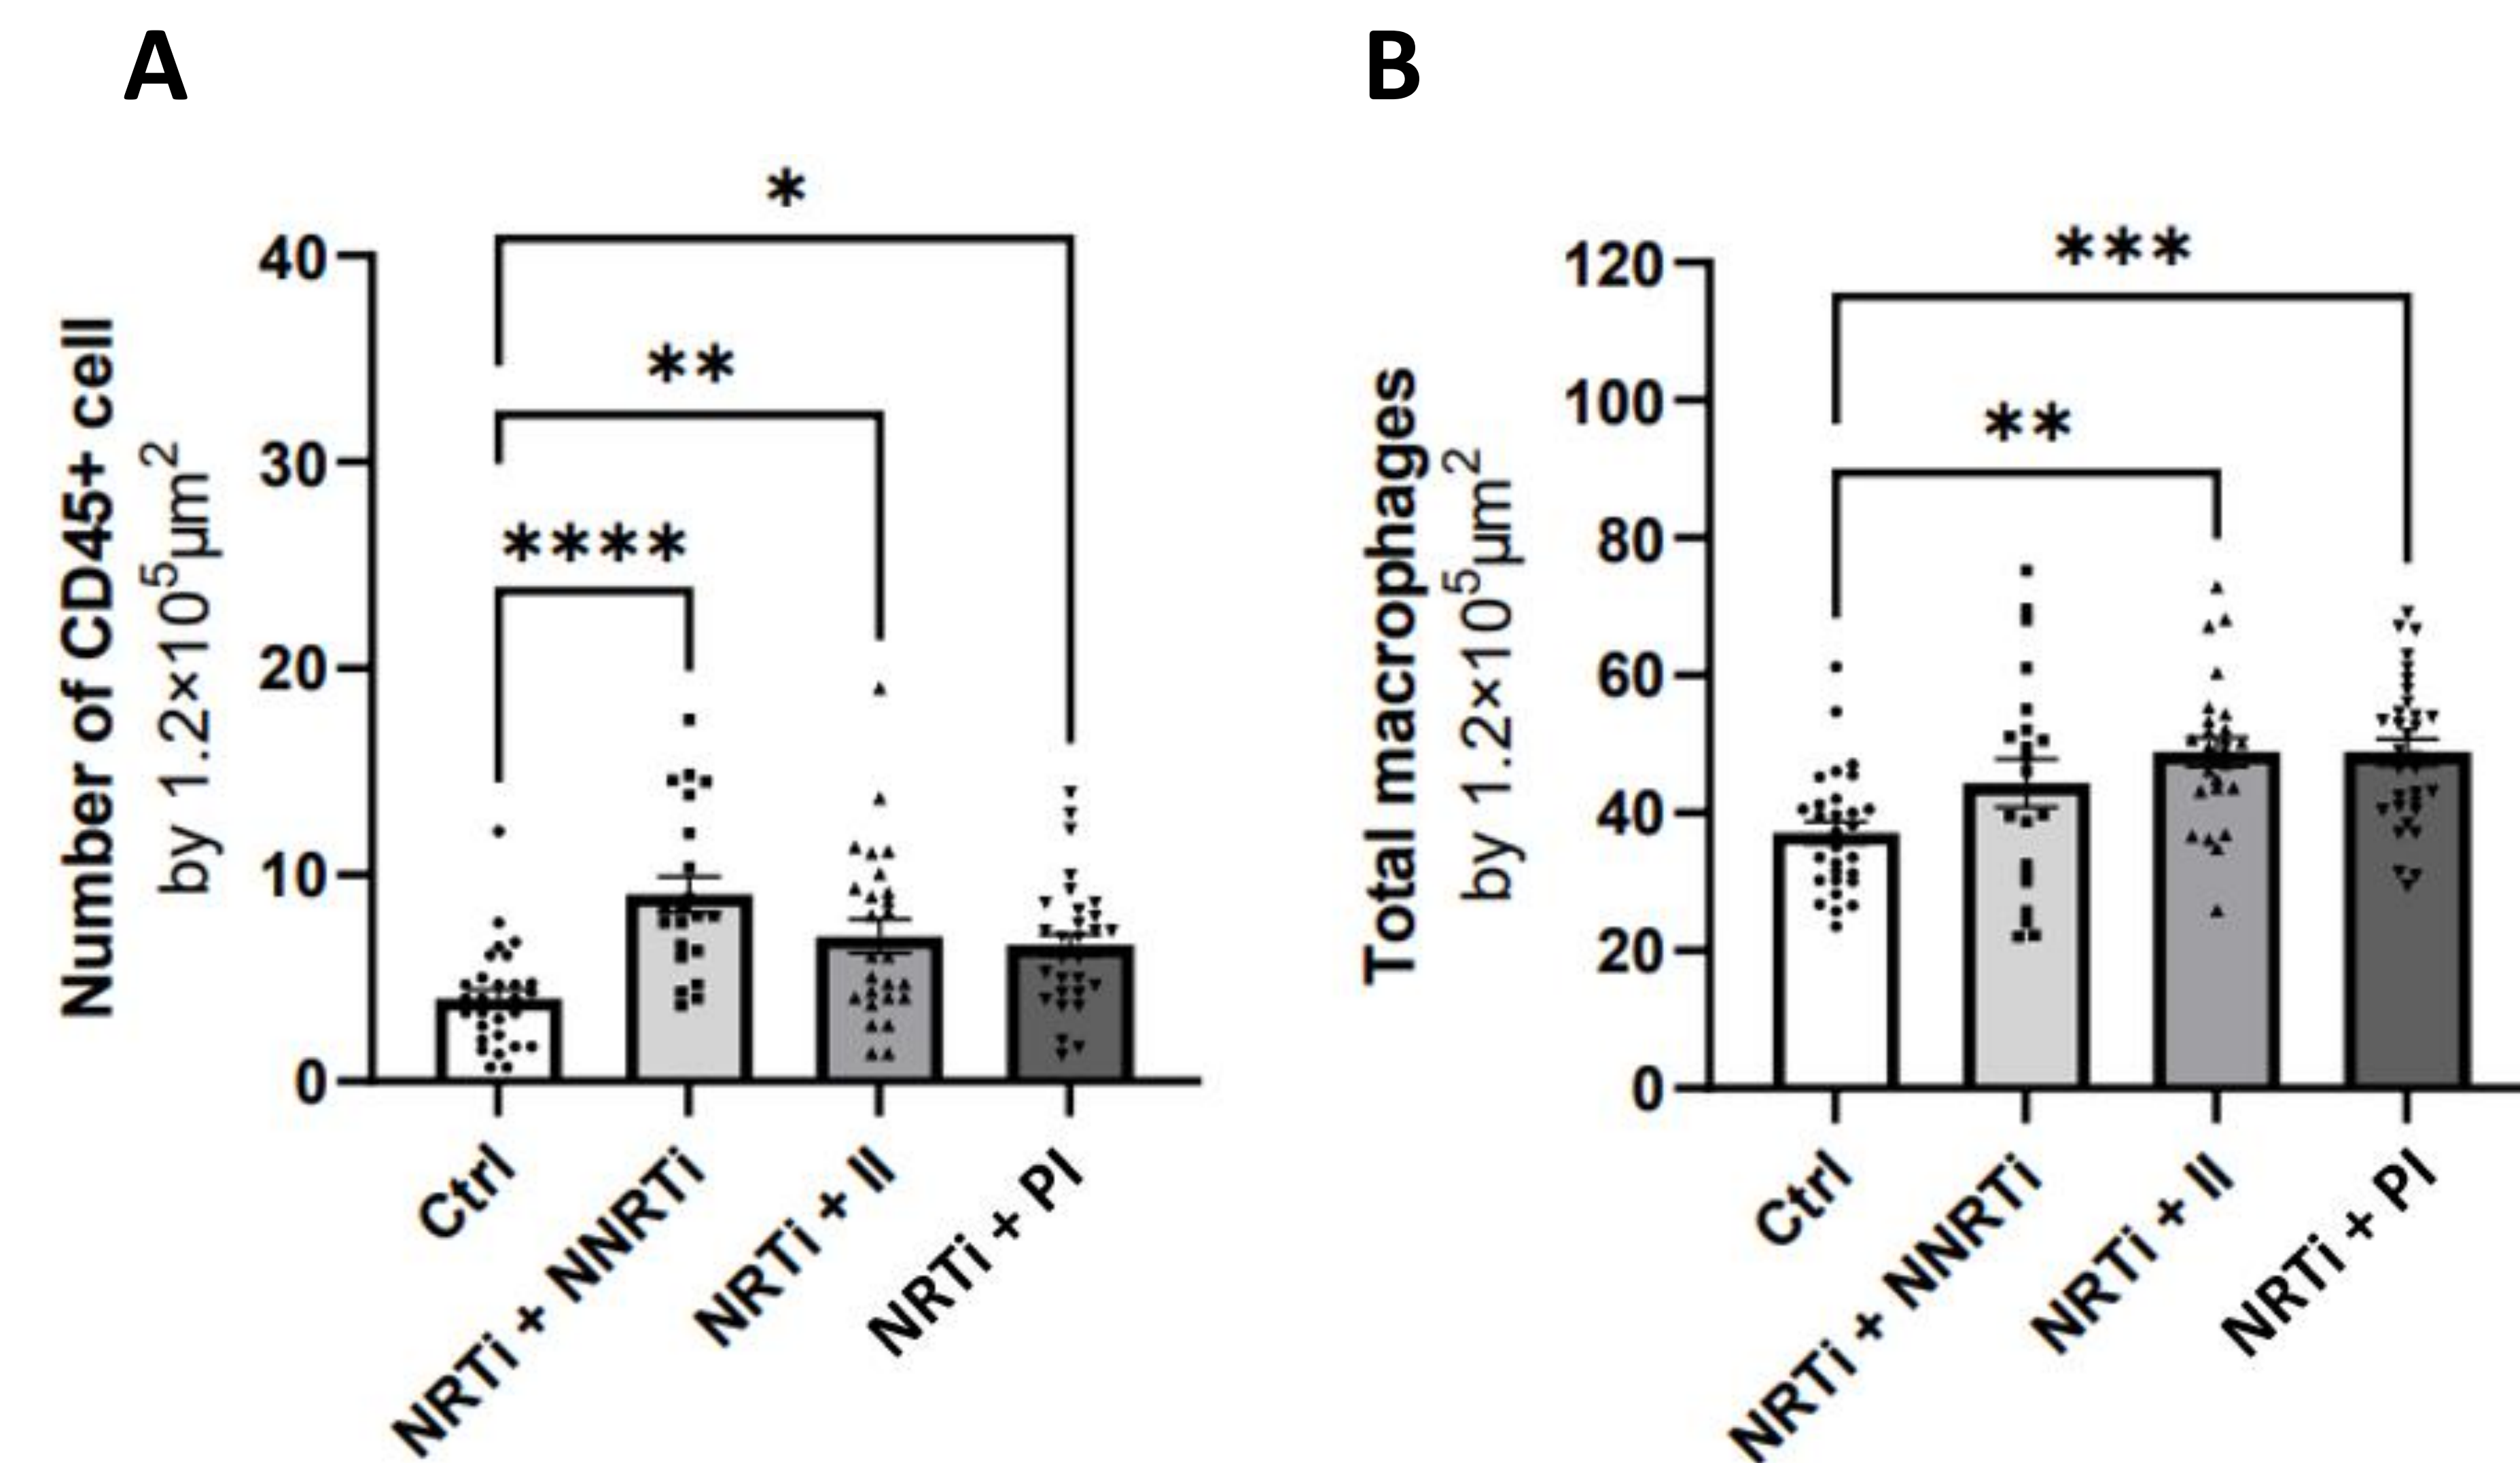 A
Number of CD45+ cell
by 1.2×10⁵µm²
40
30
20
10
0
*
**
****
Ctrl
NRTi + NNRTi
NRTi + II
NRTi + PI
B
Total macrophages
by 1.2×10⁵µm²
120
100
80
60
40
20
0
***
**
Ctrl
NRTi + NNRTi
NRTi + II
NRTi + PI